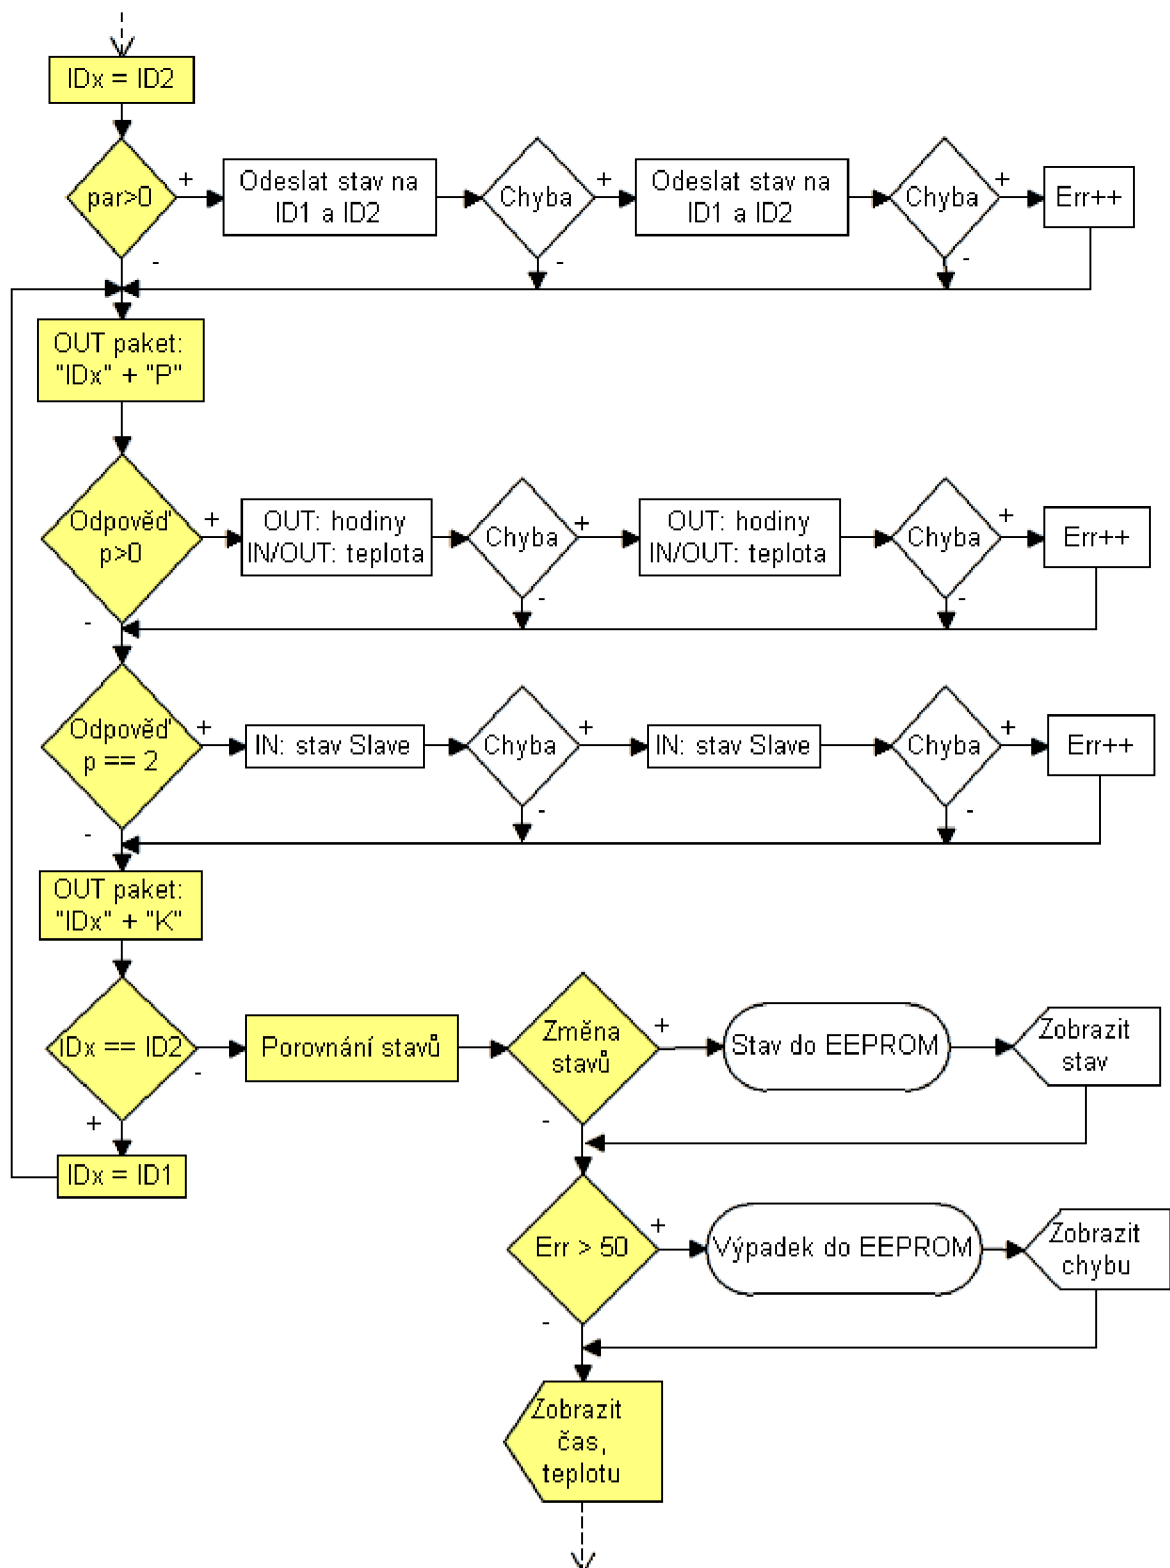 IDx = ID2
par>0
+
Odeslat stav na
ID1 a ID2
Chyba
+
Odeslat stav na
ID1 a ID2
Chyba
+
Err++
-
-
-
OUT paket:
"IDx" + "P"
Odpověď
p>0
+
OUT: hodiny
IN/OUT: teplota
Chyba
+
OUT: hodiny
IN/OUT: teplota
Chyba
+
Err++
-
-
-
Odpověď
p == 2
+
IN: stav Slave
Chyba
+
IN: stav Slave
Chyba
+
Err++
-
-
-
OUT paket:
"IDx" + "K"
IDx == ID2
-
Porovnání stavů
Změna
stavů
+
Stav do EEPROM
Zobrazit
stav
+
-
IDx = ID1
Err > 50
+
Výpadek do EEPROM
Zobrazit
chybu
-
Zobrazit
čas,
teplotu